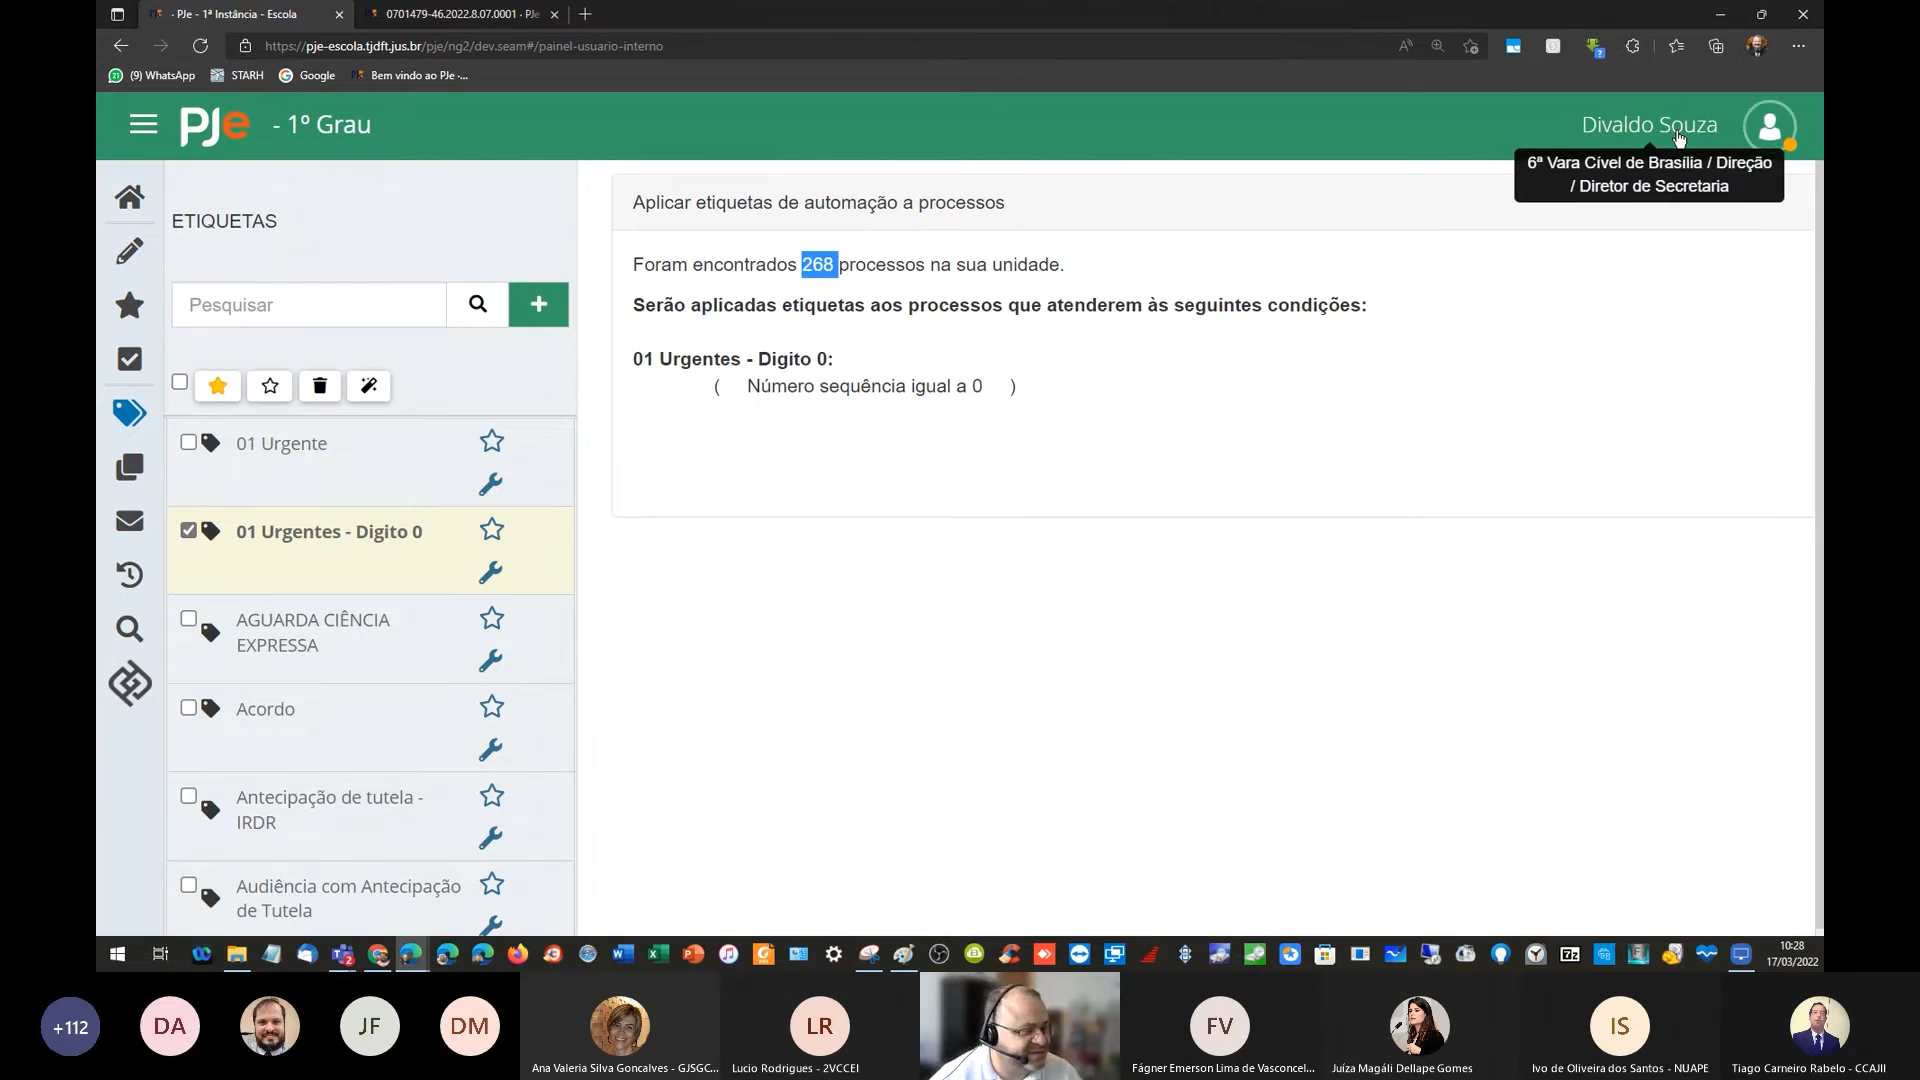 · PJe - 1ª Instância - Escola
0701479-46.2022.8.07.0001 · PJe
https://pje-escola.tjdft.jus.br/pje/ng2/dev.seam#/painel-usuario-interno
(9) WhatsApp
STARH
Google
Bem vindo ao PJe ·...
PJe
- 1º Grau
Divaldo Souza
6ª Vara Cível de Brasília / Direção
/ Diretor de Secretaria
ETIQUETAS
Pesquisar
01 Urgente
01 Urgentes - Digito 0
AGUARDA CIÊNCIA
EXPRESSA
Acordo
Antecipação de tutela -
IRDR
Audiência com Antecipação
de Tutela
Aplicar etiquetas de automação a processos
Foram encontrados 268 processos na sua unidade.
Serão aplicadas etiquetas aos processos que atenderem às seguintes condições:
01 Urgentes - Digito 0:
( Número sequência igual a 0 )
10:28
17/03/2022
+112
DA
JF
DM
Ana Valeria Silva Goncalves - GJSGC...
LR
Lucio Rodrigues - 2VCCEI
FV
Fágner Emerson Lima de Vasconcel...
Juíza Magáli Dellape Gomes
IS
Ivo de Oliveira dos Santos - NUAPE
Tiago Carneiro Rabelo - CCAJII